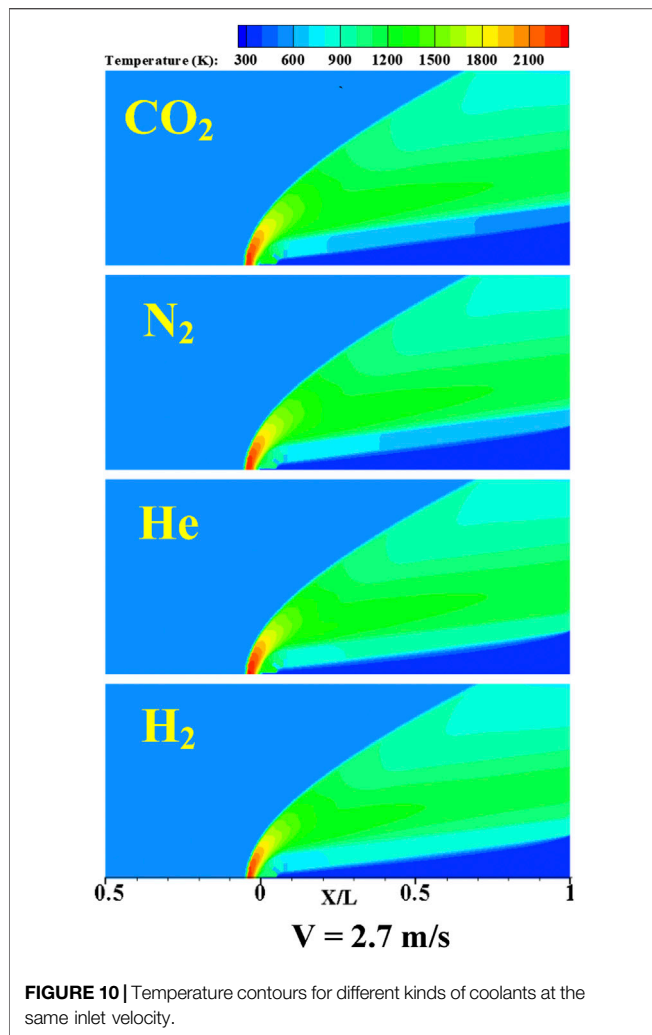 Temperature (K): 300 600 900 1200 1500 1800 2100
CO₂
N₂
He
H₂
0.5 0 0.5 1
X/L
V = 2.7 m/s
FIGURE 10 | Temperature contours for different kinds of coolants at the
same inlet velocity.